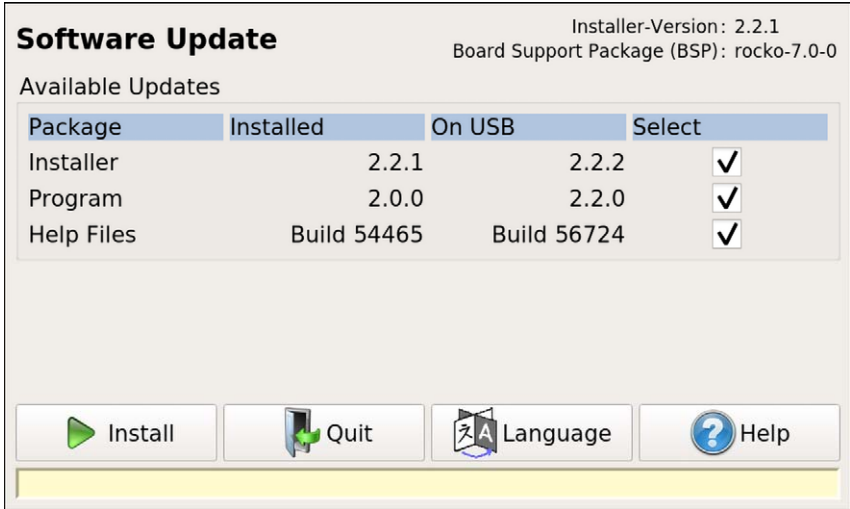 Software Update
Installer-Version: 2.2.1
Board Support Package (BSP): rocko-7.0-0
Available Updates
Package Installed On USB Select
Installer 2.2.1 2.2.2
Program 2.0.0 2.2.0
Help Files Build 54465 Build 56724
Install Quit Language Help